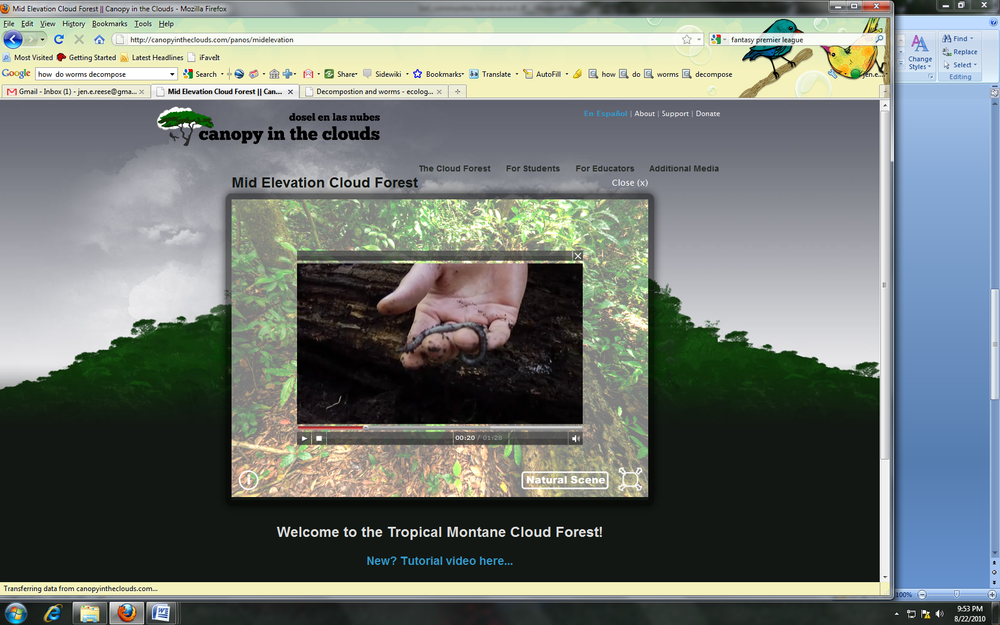 Mid Elevation Cloud Forest || Canopy in the Clouds - Mozilla Firefox
File Edit View History Bookmarks Tools Help
http://canopyintheclouds.com/panos/midelevation
fantasy premier league
Most Visited Getting Started Latest Headlines iFaveIt
Google how do worms decompose Search Share Sidewiki Bookmarks Translate AutoFill how do worms decompose jen.e....
Gmail - Inbox (1) - jen.e.reese@gma... Mid Elevation Cloud Forest || Can... Decompostion and worms - ecolog...
Find
Replace
Select
Change
Styles
Editing
dosel en las nubes
canopy in the clouds
En Español | About | Support | Donate
The Cloud Forest For Students For Educators Additional Media
Mid Elevation Cloud Forest
Close (x)
00:20 / 01:28
i
Natural Scene
Welcome to the Tropical Montane Cloud Forest!
New? Tutorial video here...
Transferring data from canopyintheclouds.com...
100%
9:53 PM
8/22/2010